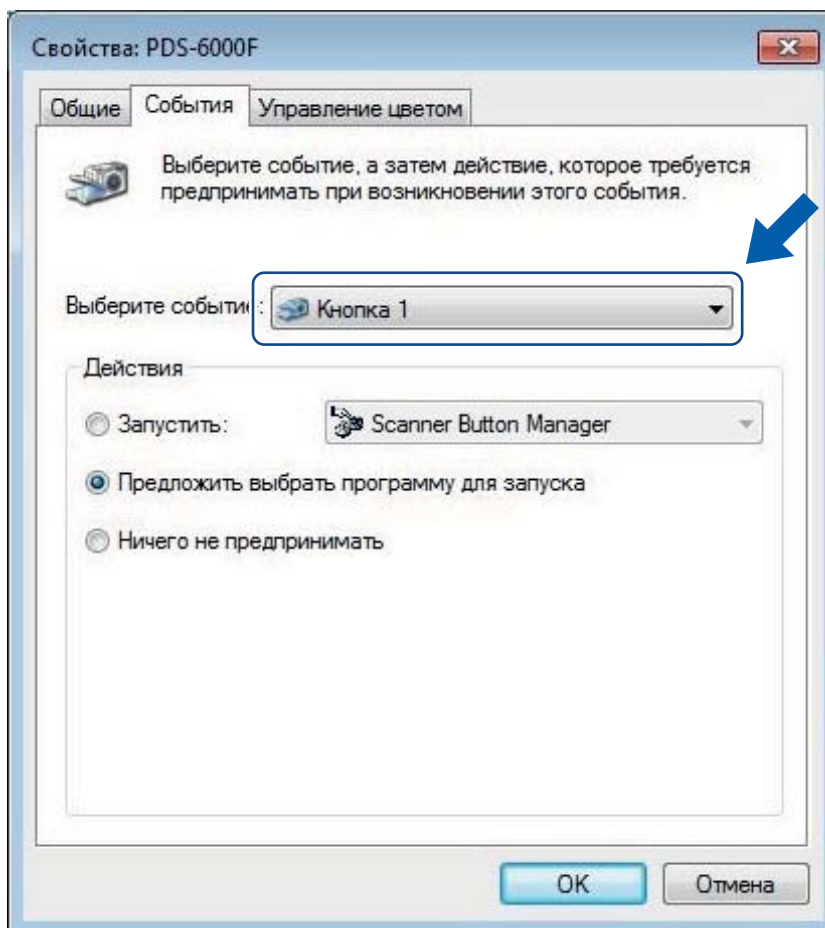 Свойства: PDS-6000F
Общие События Управление цветом
Выберите событие, а затем действие, которое требуется
предпринимать при возникновении этого события.
Выберите событие: Кнопка 1
Действия
Запустить: Scanner Button Manager
Предложить выбрать программу для запуска
Ничего не предпринимать
OK Отмена